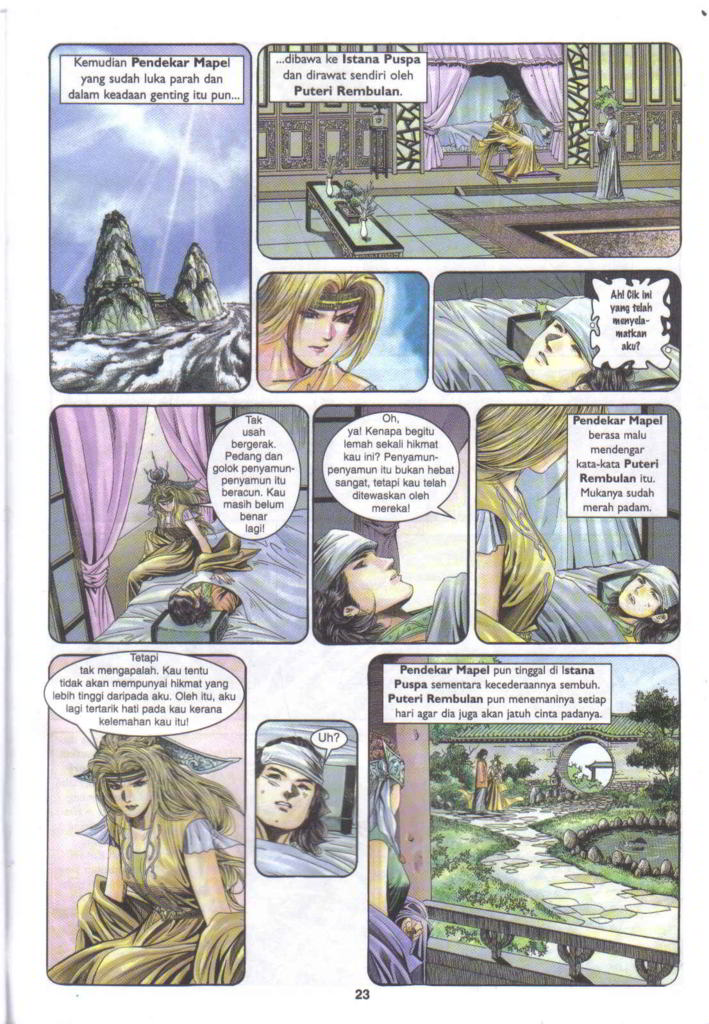 Kemudian Pendekar Mapel
yang sudah luka parah dan
dalam keadaan genting itu pun...
...dibawa ke Istana Puspa
dan dirawat sendiri oleh
Puteri Rembulan.
Ah! Cik ini
yang telah
menyela-
matkan
aku?
Tak
usah
bergerak.
Pedang dan
golok penyamun-
penyamun itu
beracun. Kau
masih belum
benar
lagi!
Oh,
ya! Kenapa begitu
lemah sekali hikmat
kau ini? Penyamun-
penyamun itu bukan hebat
sangat, tetapi kau telah
ditewaskan oleh
mereka!
Pendekar Mapel
berasa malu
mendengar
kata-kata Puteri
Rembulan itu.
Mukanya sudah
merah padam.
Tetapi
tak mengapalah. Kau tentu
tidak akan mempunyai hikmat yang
lebih tinggi daripada aku. Oleh itu, aku
lagi tertarik hati pada kau kerana
kelemahan kau itu!
Uh?
Pendekar Mapel pun tinggal di Istana
Puspa sementara kecederaannya sembuh.
Puteri Rembulan pun menemaninya setiap
hari agar dia juga akan jatuh cinta padanya.
23